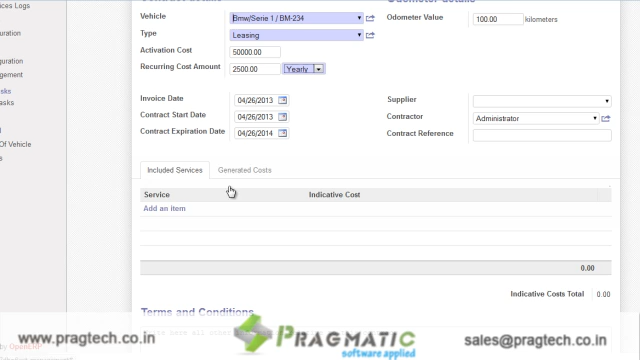 ices Logs
Vehicle Bmw/Serie 1 / BM-234 Odometer Value 100.00 kilometers
Type Leasing
Activation Cost 50000.00
Recurring Cost Amount 2500.00 Yearly
Invoice Date 04/26/2013 Supplier
Contract Start Date 04/26/2013 Contractor Administrator
Contract Expiration Date 04/26/2014 Contract Reference
Of Vehicle
Included Services Generated Costs
Service Indicative Cost
Add an item
0.00
Indicative Costs Total 0.00
Terms and Conditions
www.pragtech.co.in PRAGMATIC sales@pragtech.co.in
software applied